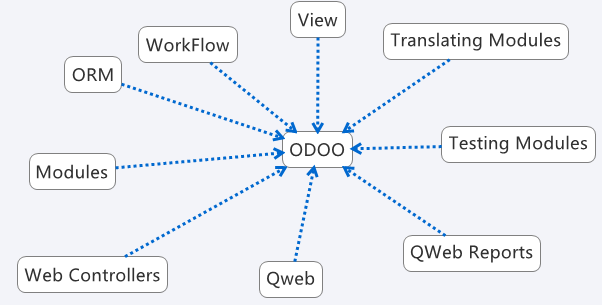 View
WorkFlow
Translating Modules
ORM
ODOO
Testing Modules
Modules
QWeb Reports
Web Controllers
Qweb